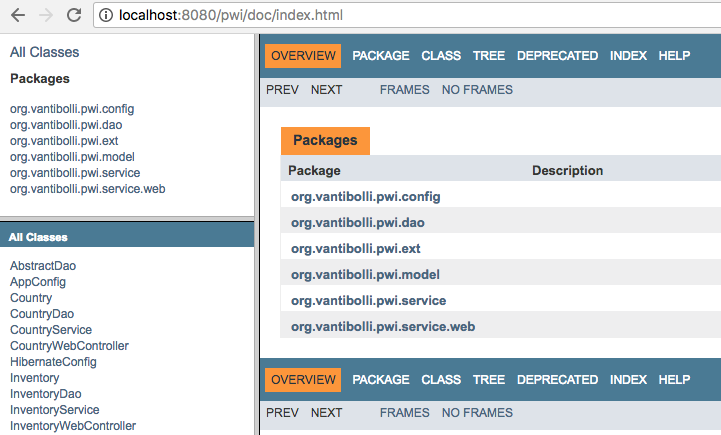 localhost:8080/pwi/doc/index.html
All Classes
Packages
org.vantibolli.pwi.config
org.vantibolli.pwi.dao
org.vantibolli.pwi.ext
org.vantibolli.pwi.model
org.vantibolli.pwi.service
org.vantibolli.pwi.service.web
All Classes
AbstractDao
AppConfig
Country
CountryDao
CountryService
CountryWebController
HibernateConfig
Inventory
InventoryDao
InventoryService
InventoryWebController
OVERVIEW PACKAGE CLASS TREE DEPRECATED INDEX HELP
PREV NEXT FRAMES NO FRAMES
Packages
Package Description
org.vantibolli.pwi.config
org.vantibolli.pwi.dao
org.vantibolli.pwi.ext
org.vantibolli.pwi.model
org.vantibolli.pwi.service
org.vantibolli.pwi.service.web
OVERVIEW PACKAGE CLASS TREE DEPRECATED INDEX HELP
PREV NEXT FRAMES NO FRAMES